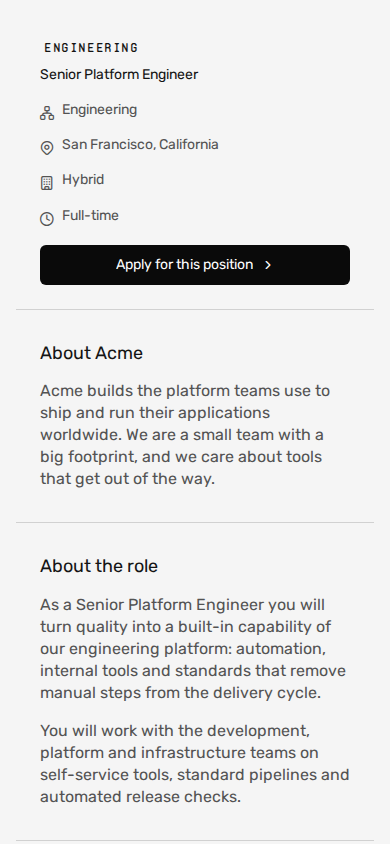 ENGINEERING
Senior Platform Engineer
Engineering
San Francisco, California
Hybrid
Full-time
Apply for this position
About Acme
Acme builds the platform teams use to
ship and run their applications
worldwide. We are a small team with a
big footprint, and we care about tools
that get out of the way.
About the role
As a Senior Platform Engineer you will
turn quality into a built-in capability of
our engineering platform: automation,
internal tools and standards that remove
manual steps from the delivery cycle.
You will work with the development,
platform and infrastructure teams on
self-service tools, standard pipelines and
automated release checks.